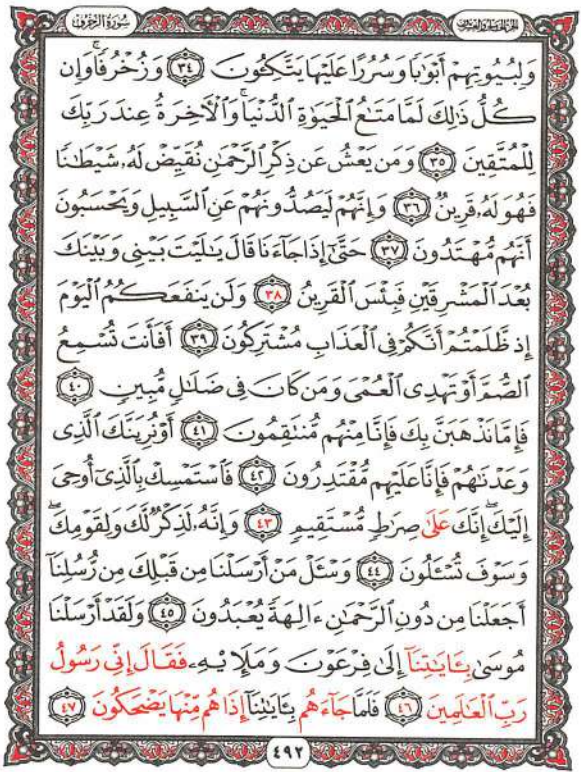 الجزء الخامس والعشرون
سورة الزخرف
وَلِبُيُوتِهِمْ أَبْوَٰبًا وَسُرُرًا عَلَيْهَا يَتَّكِـُٔونَ ٣٤ وَزُخْرُفًا ۚ وَإِن
كُلُّ ذَٰلِكَ لَمَّا مَتَـٰعُ ٱلْحَيَوٰةِ ٱلدُّنْيَا ۚ وَٱلْـَٔاخِرَةُ عِندَ رَبِّكَ
لِلْمُتَّقِينَ ٣٥ وَمَن يَعْشُ عَن ذِكْرِ ٱلرَّحْمَـٰنِ نُقَيِّضْ لَهُۥ شَيْطَـٰنًا
فَهُوَ لَهُۥ قَرِينٌ ٣٦ وَإِنَّهُمْ لَيَصُدُّونَهُمْ عَنِ ٱلسَّبِيلِ وَيَحْسَبُونَ
أَنَّهُم مُّهْتَدُونَ ٣٧ حَتَّىٰٓ إِذَا جَآءَنَا قَالَ يَـٰلَيْتَ بَيْنِى وَبَيْنَكَ
بُعْدَ ٱلْمَشْرِقَيْنِ فَبِئْسَ ٱلْقَرِينُ ٣٨ وَلَن يَنفَعَكُمُ ٱلْيَوْمَ
إِذ ظَّلَمْتُمْ أَنَّكُمْ فِى ٱلْعَذَابِ مُشْتَرِكُونَ ٣٩ أَفَأَنتَ تُسْمِعُ
ٱلصُّمَّ أَوْ تَهْدِى ٱلْعُمْىَ وَمَن كَانَ فِى ضَلَـٰلٍ مُّبِينٍ ٤٠
فَإِمَّا نَذْهَبَنَّ بِكَ فَإِنَّا مِنْهُم مُّنتَقِمُونَ ٤١ أَوْ نُرِيَنَّكَ ٱلَّذِى
وَعَدْنَـٰهُمْ فَإِنَّا عَلَيْهِم مُّقْتَدِرُونَ ٤٢ فَٱسْتَمْسِكْ بِٱلَّذِىٓ أُوحِىَ
إِلَيْكَ ۖ إِنَّكَ عَلَىٰ صِرَٰطٍ مُّسْتَقِيمٍ ٤٣ وَإِنَّهُۥ لَذِكْرٌ لَّكَ وَلِقَوْمِكَ ۖ
وَسَوْفَ تُسْـَٔلُونَ ٤٤ وَسْـَٔلْ مَنْ أَرْسَلْنَا مِن قَبْلِكَ مِن رُّسُلِنَآ
أَجَعَلْنَا مِن دُونِ ٱلرَّحْمَـٰنِ ءَالِهَةً يُعْبَدُونَ ٤٥ وَلَقَدْ أَرْسَلْنَا
مُوسَىٰ بِـَٔايَـٰتِنَآ إِلَىٰ فِرْعَوْنَ وَمَلَإِي۟هِۦ فَقَالَ إِنِّى رَسُولُ
رَبِّ ٱلْعَـٰلَمِينَ ٤٦ فَلَمَّا جَآءَهُم بِـَٔايَـٰتِنَآ إِذَا هُم مِّنْهَا يَضْحَكُونَ ٤٧
٤٩٢